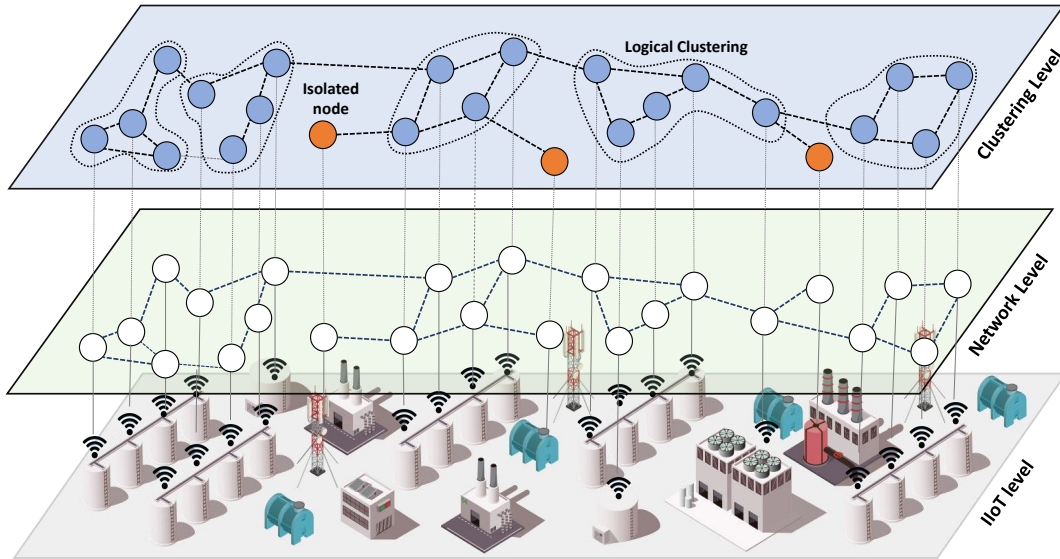 Logical Clustering
Isolated
node
Clustering Level
Network Level
IIoT level